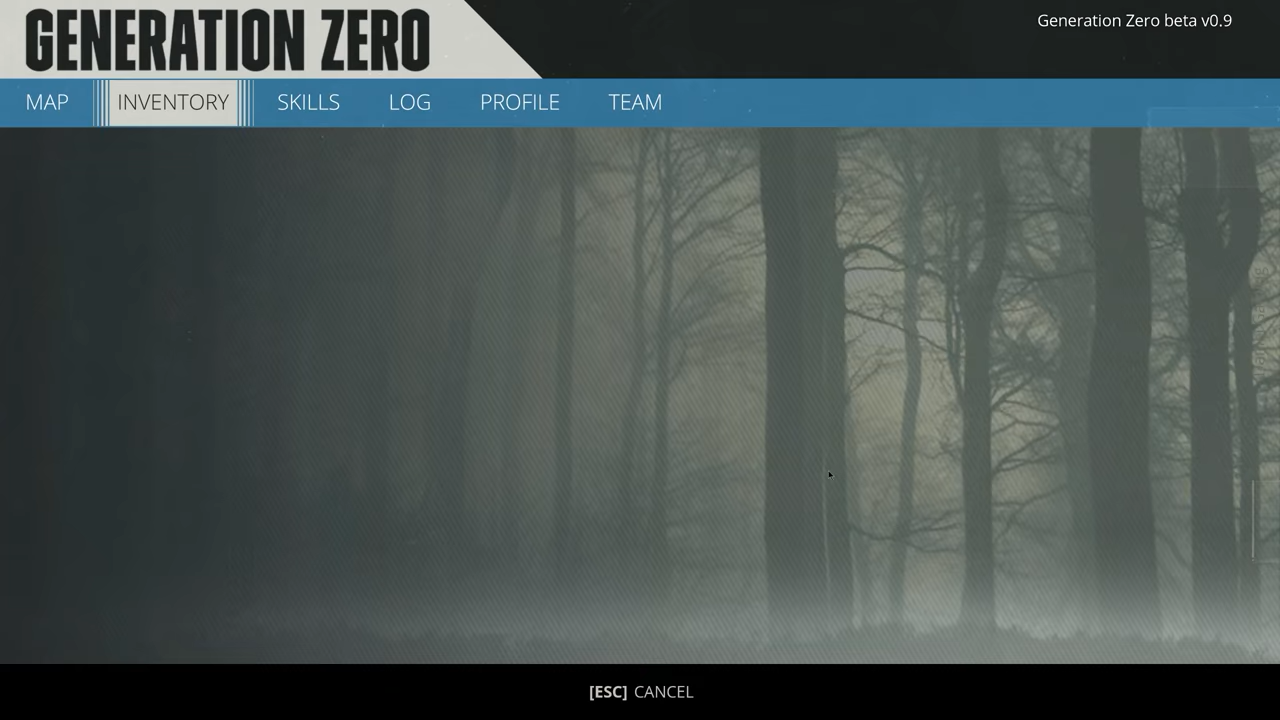 GENERATION ZERO
Generation Zero beta v0.9
MAP INVENTORY SKILLS LOG PROFILE TEAM
[ESC] CANCEL